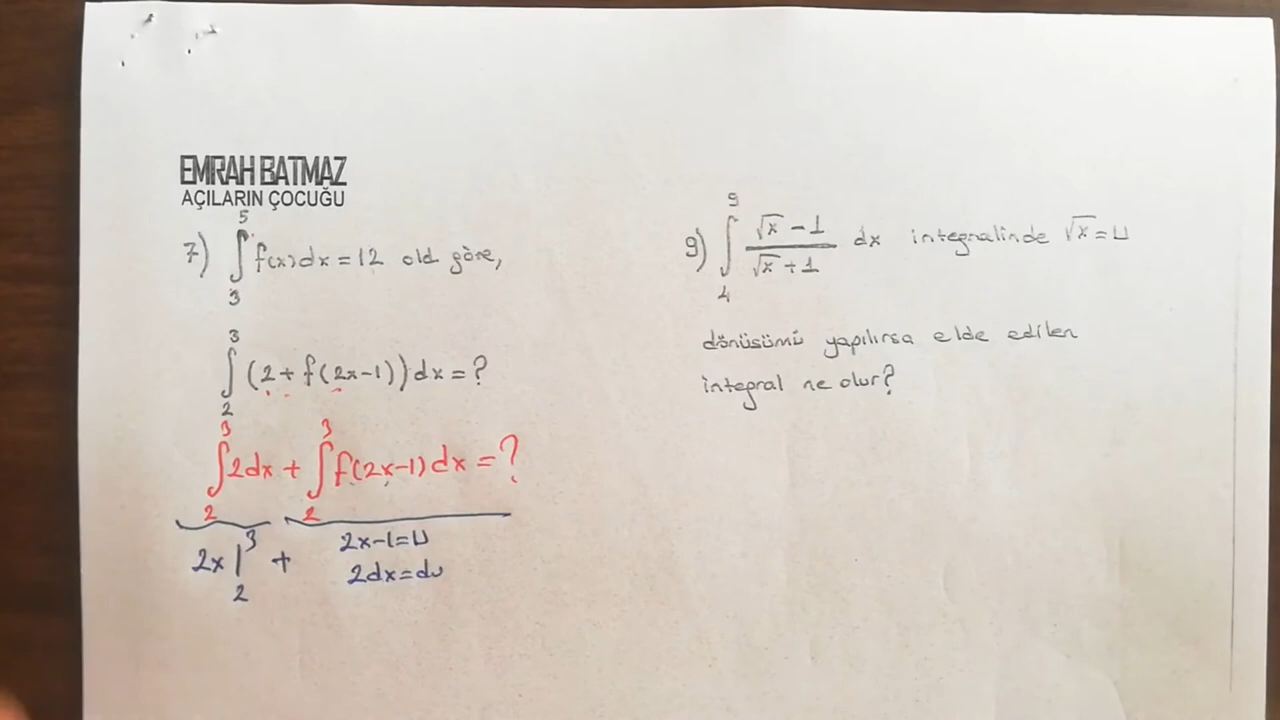 EMRAH BATMAZ
AÇILARIN ÇOCUĞU
7) ∫₃⁵ f(x)dx = 12 old göre,
∫₂³ (2 + f(2x-1))dx = ?
∫₂³ 2dx + ∫₂³ f(2x-1)dx = ?
2x|₂³ + 2x-1=u
2dx=du
9) ∫₄⁹ (√x - 1)/(√x + 1) dx integralinde √x = u
dönüsümü yapılırsa elde edilen
integral ne olur?